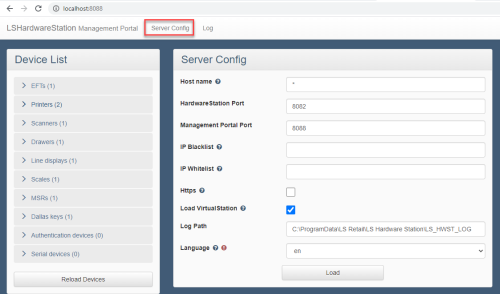 localhost:8088
LSHardwareStation Management Portal
Server Config
Log
Device List
EFTs (1)
Printers (2)
Scanners (1)
Drawers (1)
Line displays (1)
Scales (1)
MSRs (1)
Dallas keys (1)
Authentication devices (0)
Serial devices (0)
Reload Devices
Server Config
Host name
*
HardwareStation Port
8082
Management Portal Port
8088
IP Blacklist
IP Whitelist
Https
Load VirtualStation
Log Path
C:\ProgramData\LS Retail\LS Hardware Station\LS_HWST_LOG
Language
en
Load